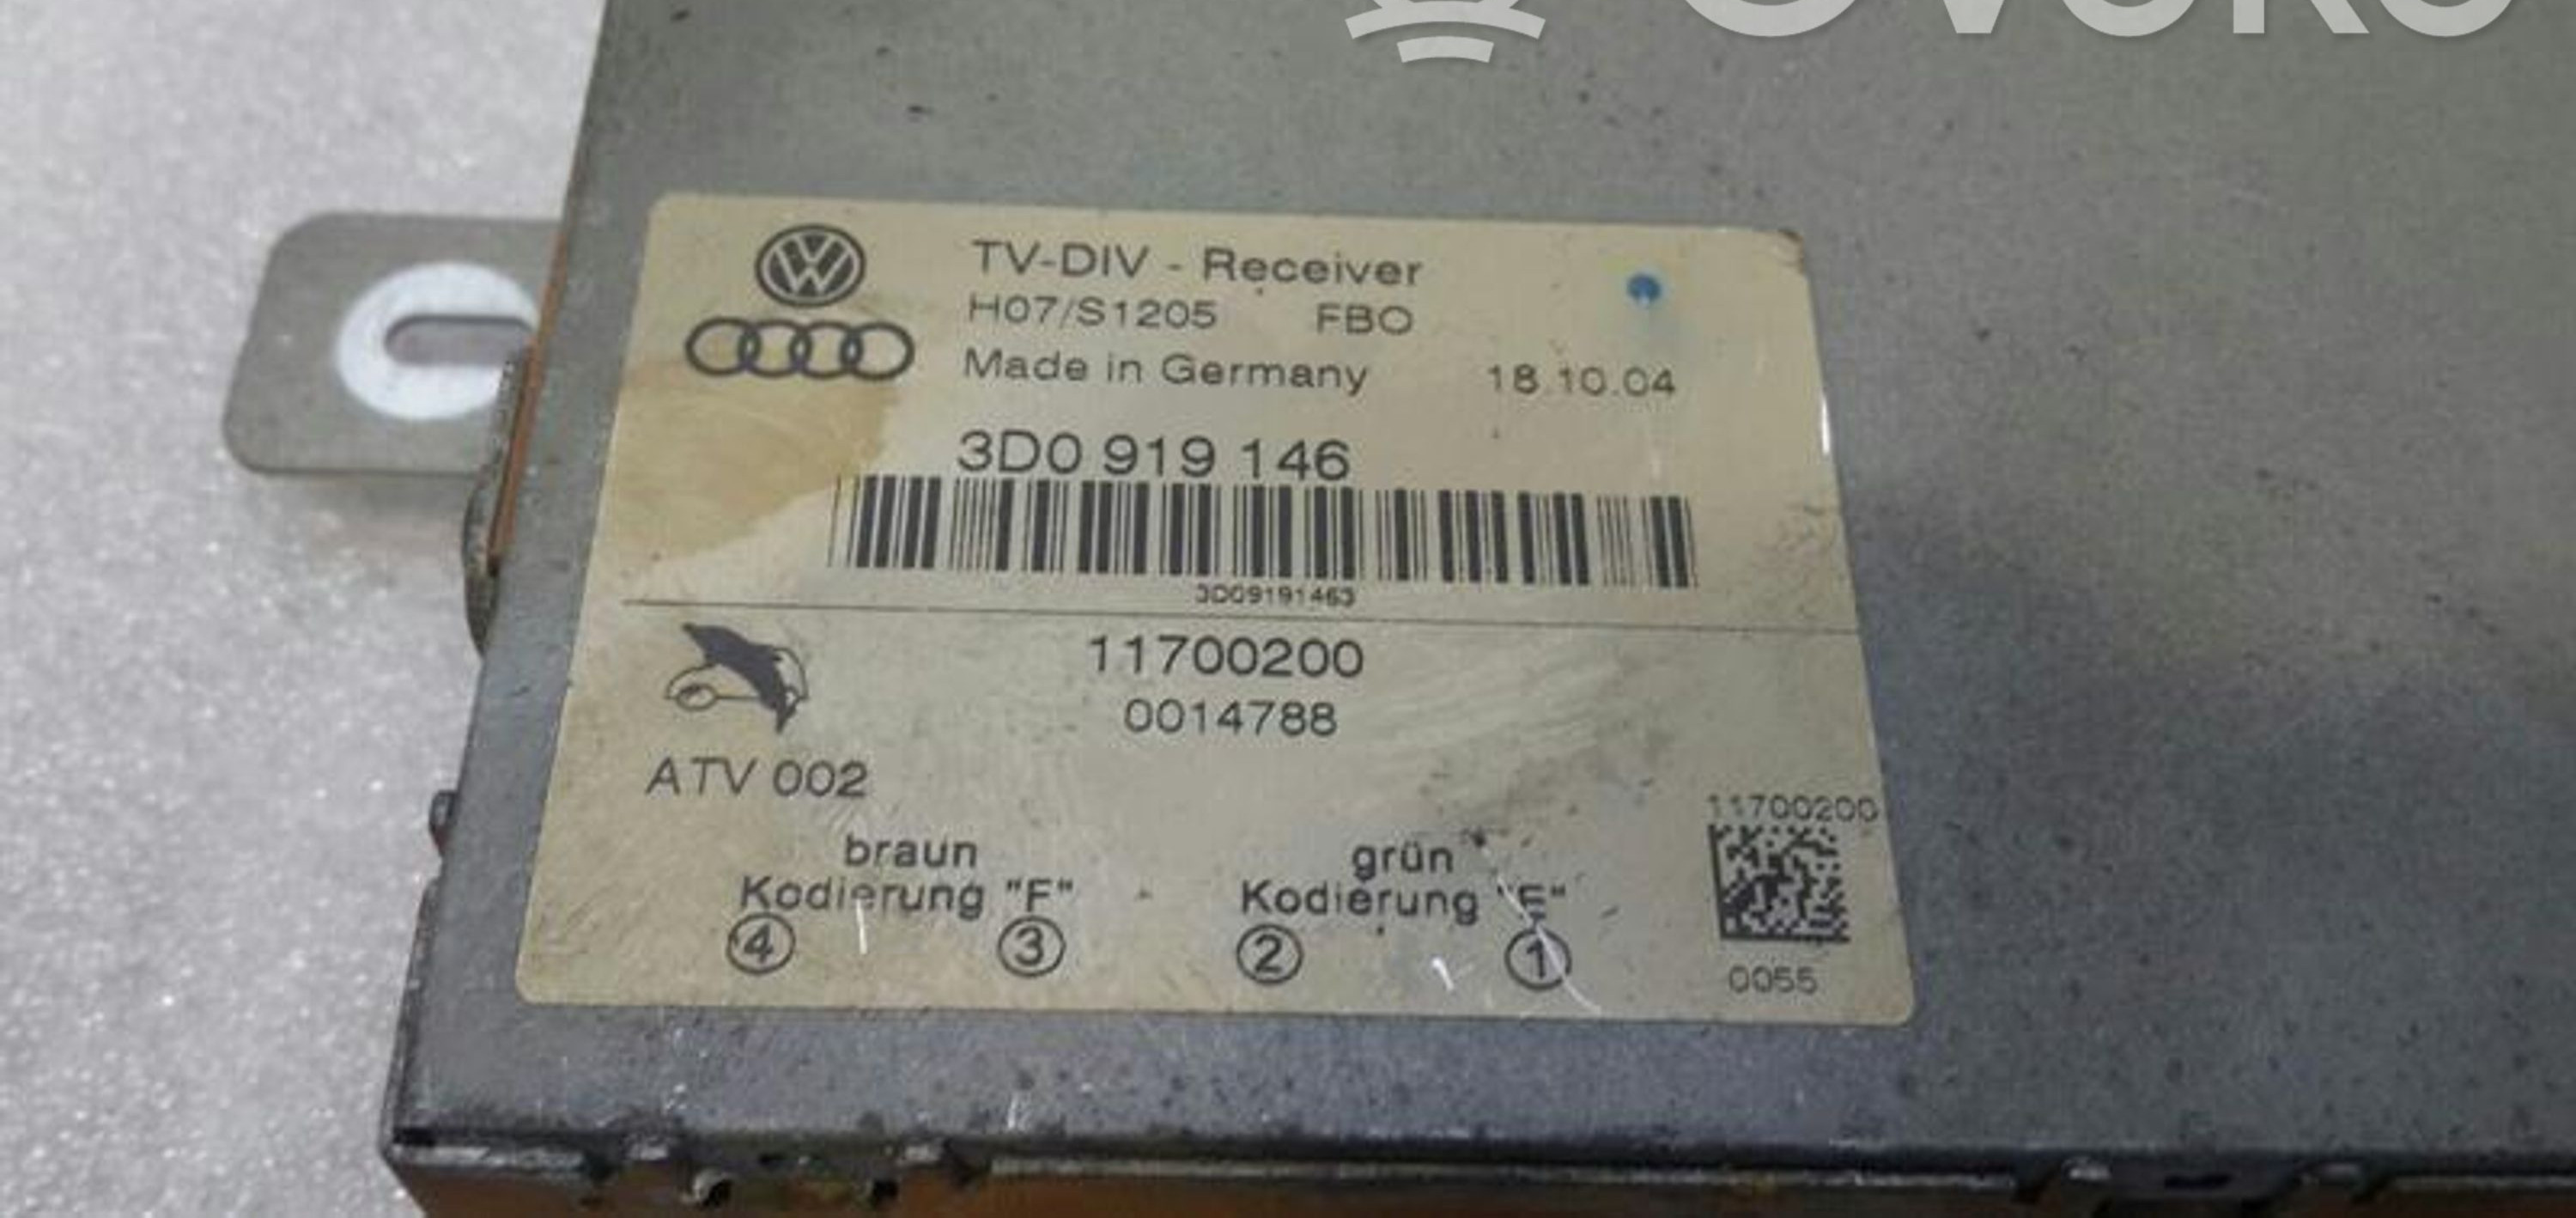 OVOKO
TV-DIV - Receiver
H07/S1205 FBO
Made in Germany 18.10.04
3D0 919 146
3D09191463
11700200
0014788
ATV 002
11700200
braun grün
Kodierung "F" Kodierung "E"
4 3 2 1
0055